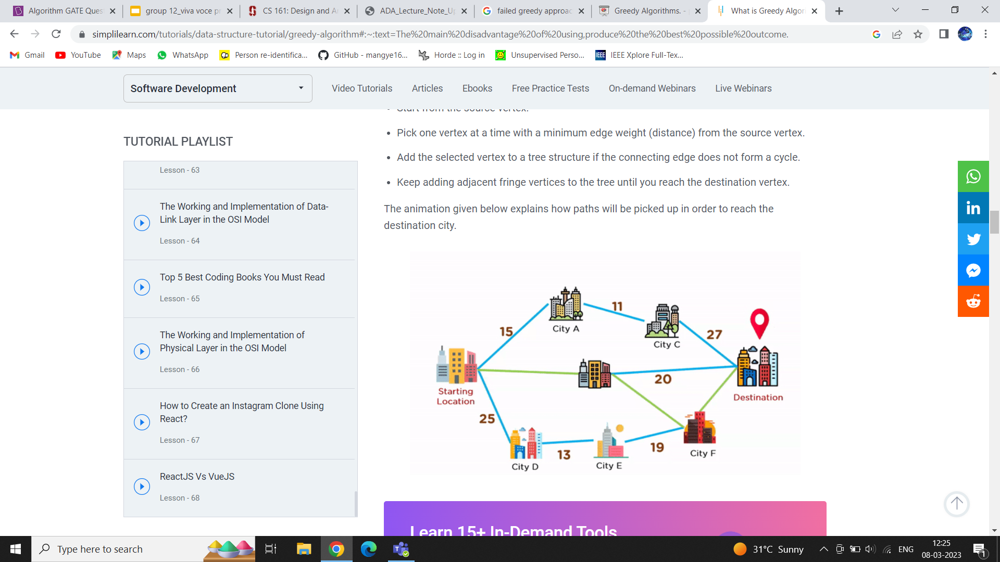 Algorithm GATE Ques
group 12_viva voce pr
CS 161: Design and A
ADA_Lecture_Note_Up
failed greedy approac
Greedy Algorithms. -
What is Greedy Algori
simplilearn.com/tutorials/data-structure-tutorial/greedy-algorithm#:~:text=The%20main%20disadvantage%20of%20using,produce%20the%20best%20possible%20outcome.
Gmail
YouTube
Maps
WhatsApp
Person re-identifica...
GitHub - mangye16...
Horde :: Log in
Unsupervised Perso...
IEEE
IEEE Xplore Full-Tex...
Software Development
Video Tutorials
Articles
Ebooks
Free Practice Tests
On-demand Webinars
Live Webinars
TUTORIAL PLAYLIST
Lesson - 63
The Working and Implementation of Data-
Link Layer in the OSI Model
Lesson - 64
Top 5 Best Coding Books You Must Read
Lesson - 65
The Working and Implementation of
Physical Layer in the OSI Model
Lesson - 66
How to Create an Instagram Clone Using
React?
Lesson - 67
ReactJS Vs VueJS
Lesson - 68
• Start from the source vertex.
• Pick one vertex at a time with a minimum edge weight (distance) from the source vertex.
• Add the selected vertex to a tree structure if the connecting edge does not form a cycle.
• Keep adding adjacent fringe vertices to the tree until you reach the destination vertex.
The animation given below explains how paths will be picked up in order to reach the
destination city.
15
City A
11
City C
27
Starting
Location
20
Destination
25
City D
13
City E
19
City F
Learn 15+ In-Demand Tools
in
Type here to search
31°C Sunny
ENG
12:25
08-03-2023
1